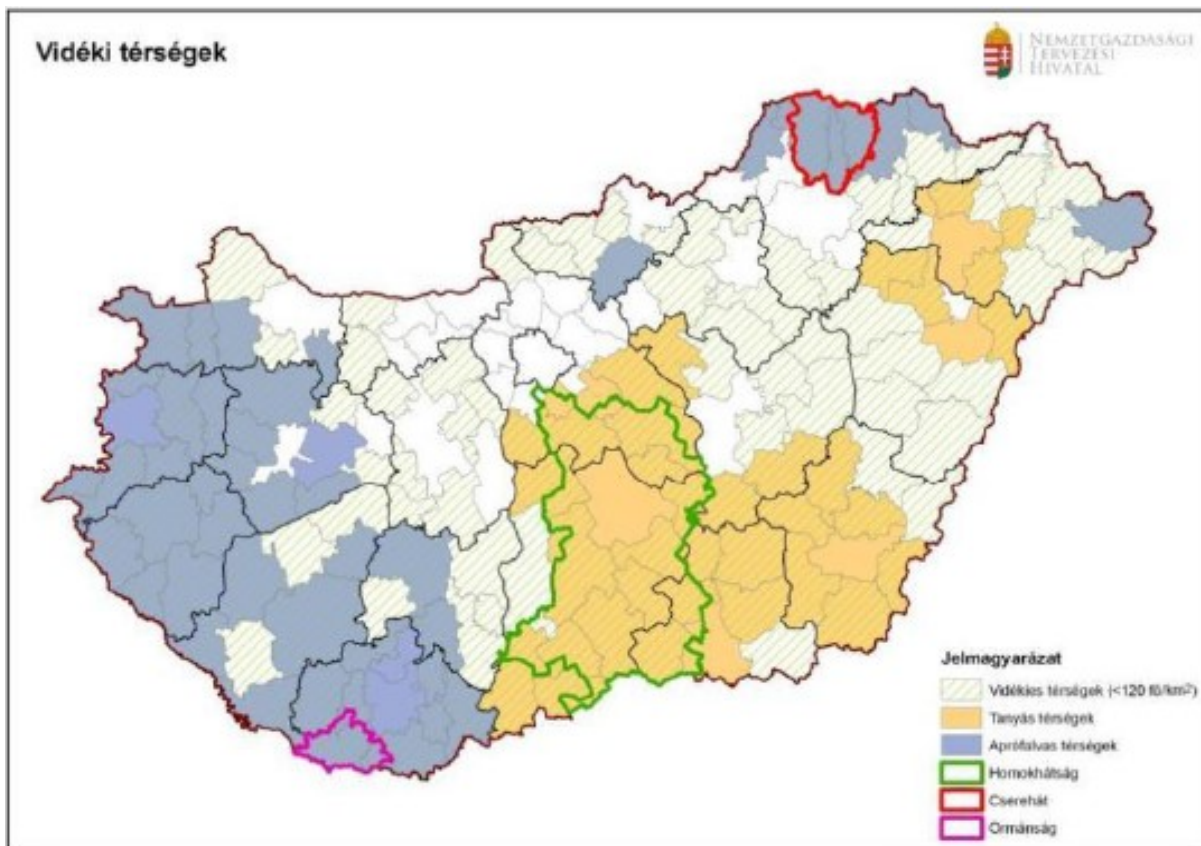 Vidéki térségek
NEMZETGAZDASÁGI
TERVEZÉSI
HIVATAL
Jelmagyarázat
Vidékies térségek (<120 fő/km2)
Tanyás térségek
Aprófalvas térségek
Homokhátság
Cserehát
Ormánság